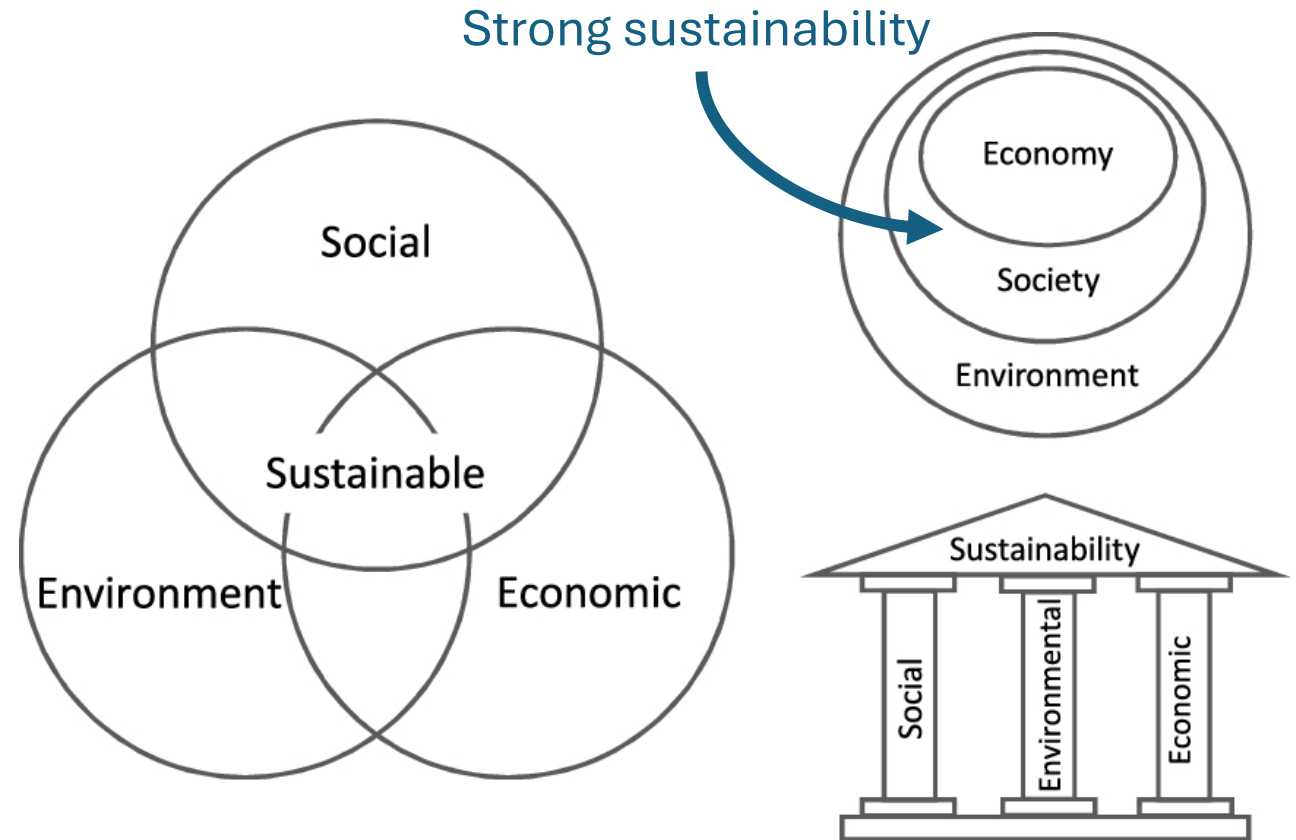 Strong sustainability
Social
Sustainable
Environment
Economic
Economy
Society
Environment
Sustainability
Social
Environmental
Economic